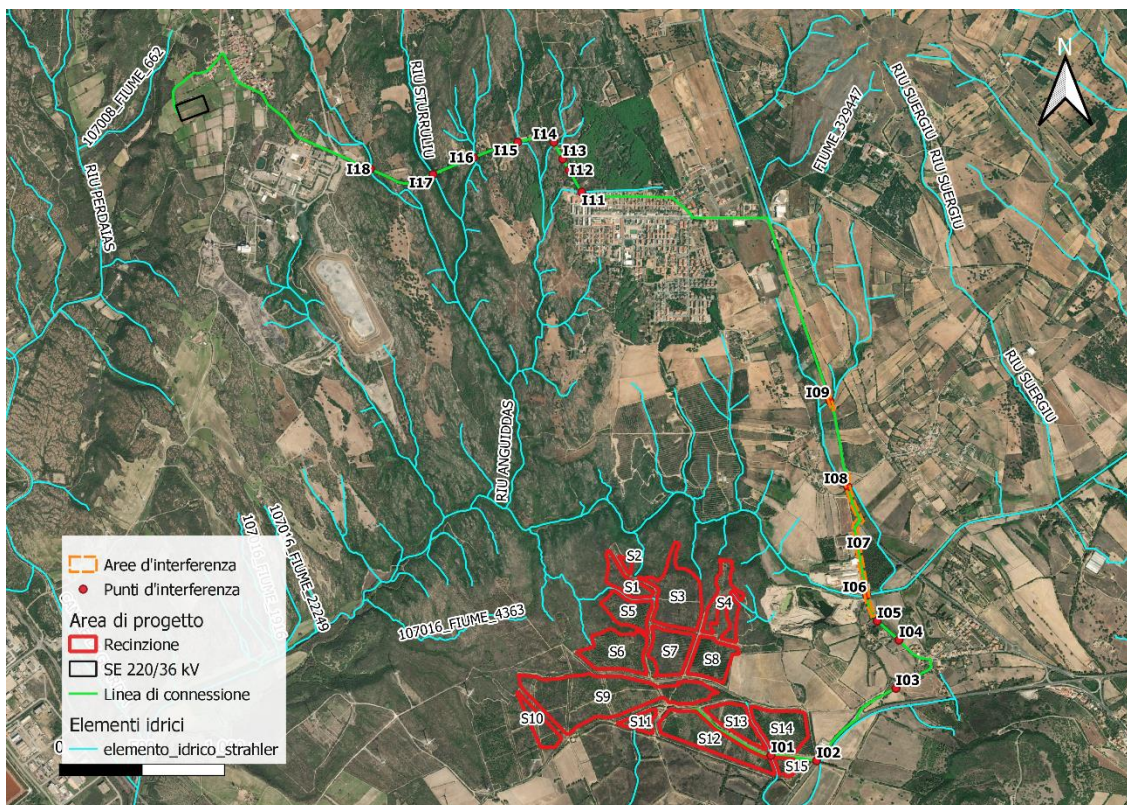 N
107008_FIUME_662
RIU PERDAIAS
RIU STURRULTU
RIU SUERGIU
RIU SUERGIU
RIU SUERGIU
FIUME_329447
I18
I17
I16
I15
I14
I13
I12
I11
I09
I08
I07
I06
I05
I04
I03
I02
I01
RIU ANGUIDDAS
107016_FIUME_22249
107016_FIUME_4363
S2
S1
S3
S4
S5
S6
S7
S8
S9
S10
S11
S12
S13
S14
S15
Aree d'interferenza
Punti d'interferenza
Area di progetto
Recinzione
SE 220/36 kV
Linea di connessione
Elementi idrici
elemento_idrico_strahler